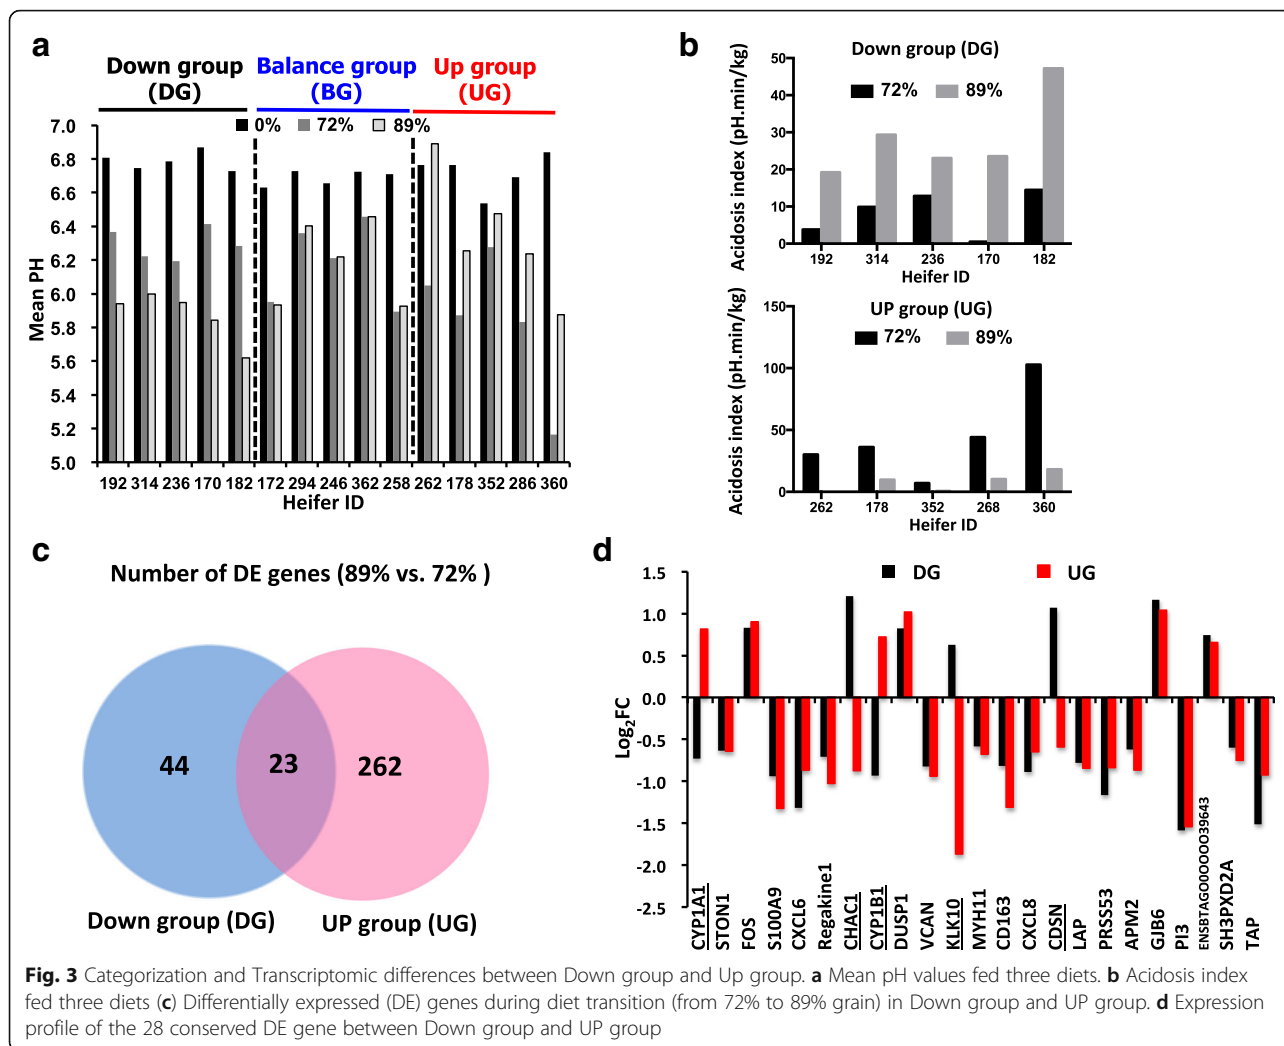 a
Down group (DG)
Balance group (BG)
Up group (UG)
0% 72% 89%
Mean PH
7.0
6.8
6.6
6.4
6.2
6.0
5.8
5.6
5.4
5.2
5.0
192 314 236 170 182 172 294 246 362 258 262 178 352 286 360
Heifer ID
b
Down group (DG)
72% 89%
Acidosis index (pH.min/kg)
50
40
30
20
10
0
192 314 236 170 182
Heifer ID
UP group (UG)
72% 89%
Acidosis index (pH.min/kg)
150
100
50
0
262 178 352 268 360
Heifer ID
c
Number of DE genes (89% vs. 72% )
44 23 262
Down group (DG) UP group (UG)
d
DG UG
Log2FC
1.5
1.0
0.5
0.0
-0.5
-1.0
-1.5
-2.0
-2.5
CYP1A1
STON1
FOS
S100A9
CXCL6
Regakine1
CHAC1
CYP1B1
DUSP1
VCAN
KLK10
MYH11
CD163
CXCL8
CDSN
LAP
PRSS53
APM2
GJB6
PI3
ENSBTAGO0OOOO39643
SH3PXD2A
TAP
Fig. 3 Categorization and Transcriptomic differences between Down group and Up group. a Mean pH values fed three diets. b Acidosis index
fed three diets (c) Differentially expressed (DE) genes during diet transition (from 72% to 89% grain) in Down group and UP group. d Expression
profile of the 28 conserved DE gene between Down group and UP group